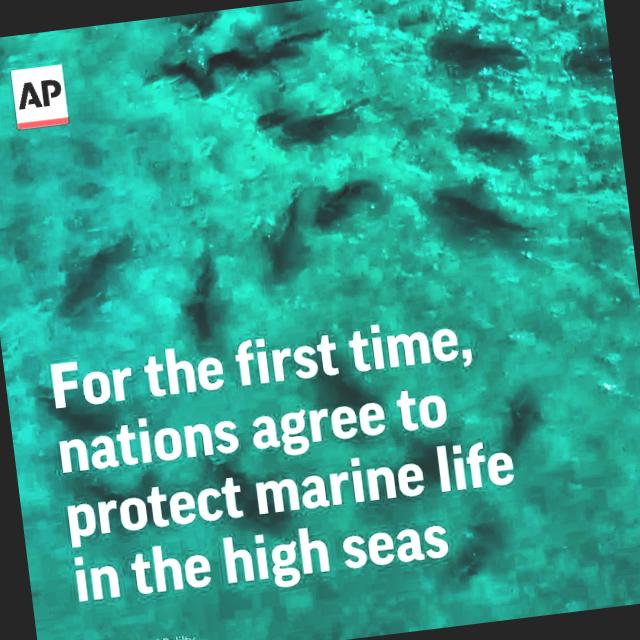 AP
For the first time,
nations agree to
protect marine life
in the high seas